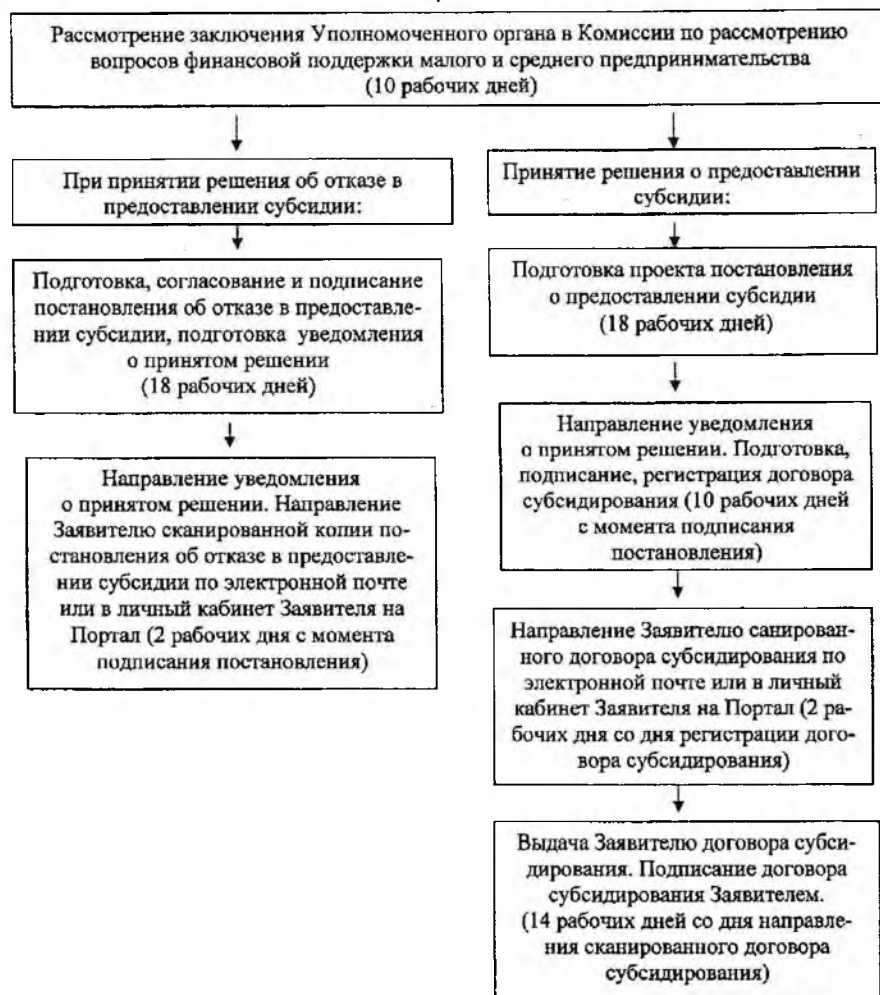 Рассмотрение заключения Уполномоченного органа в Комиссии по рассмотрению
вопросов финансовой поддержки малого и среднего предпринимательства
(10 рабочих дней)
При принятии решения об отказе в
предоставлении субсидии:
Подготовка, согласование и подписание
постановления об отказе в предоставле-
нии субсидии, подготовка уведомления
о принятом решении
(18 рабочих дней)
Направление уведомления
о принятом решении. Направление
Заявителю сканированной копии по-
становления об отказе в предоставле-
нии субсидии по электронной почте
или в личный кабинет Заявителя на
Портал (2 рабочих дня с момента
подписания постановления)
Принятие решения о предоставлении
субсидии:
Подготовка проекта постановления
о предоставлении субсидии
(18 рабочих дней)
Направление уведомления
о принятом решении. Подготовка,
подписание, регистрация договора
субсидирования (10 рабочих дней
с момента подписания
постановления)
Направление Заявителю санирован-
ного договора субсидирования по
электронной почте или в личный
кабинет Заявителя на Портал (2 ра-
бочих дня со дня регистрации дого-
вора субсидирования)
Выдача Заявителю договора субси-
дирования. Подписание договора
субсидирования Заявителем.
(14 рабочих дней со дня направле-
ния сканированного договора
субсидирования)